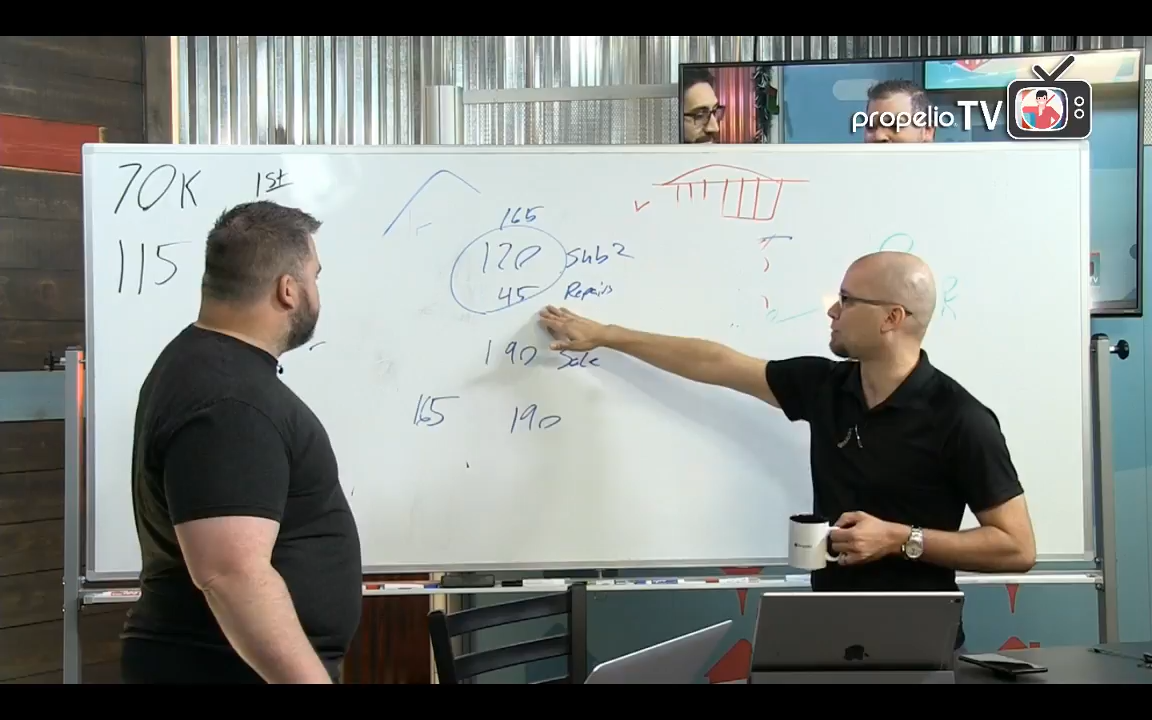 propelio TV
70K 1st
115
165
120 Sub2
45 Repairs
190 Sale
165 190
R